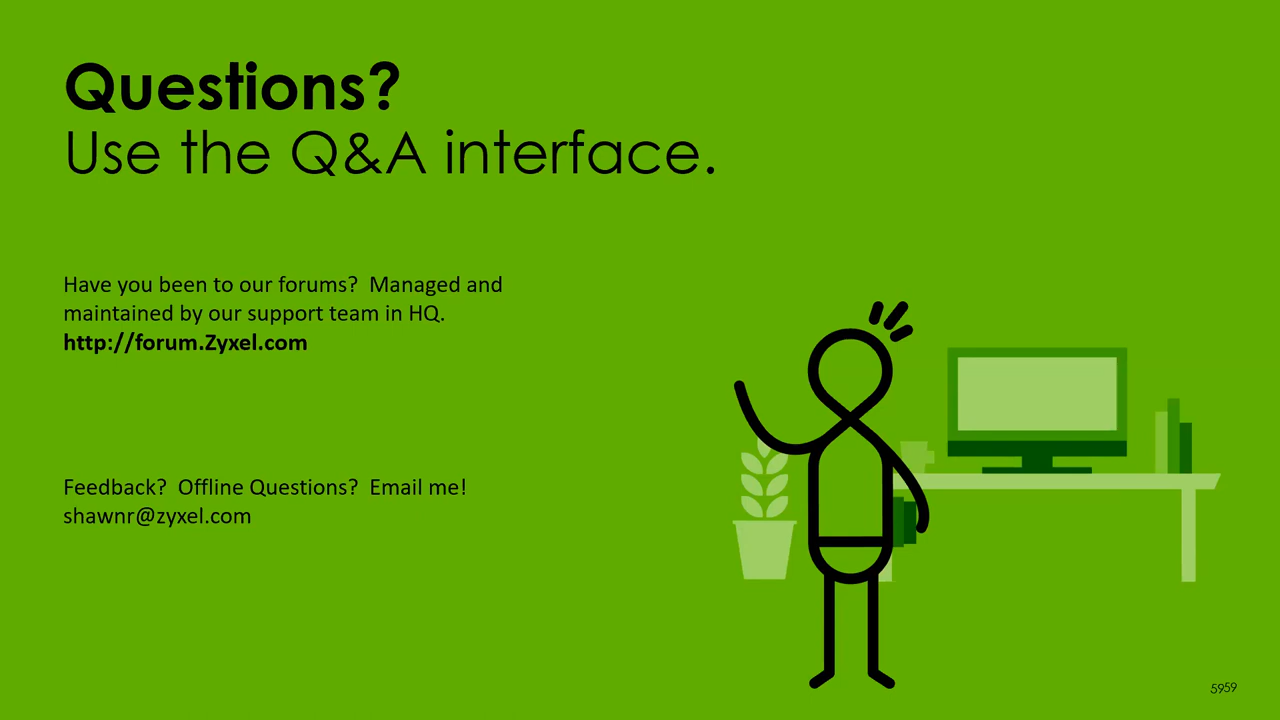 Questions?
Use the Q&A interface.
Have you been to our forums?  Managed and
maintained by our support team in HQ.
http://forum.Zyxel.com
Feedback?  Offline Questions?  Email me!
shawnr@zyxel.com
5959